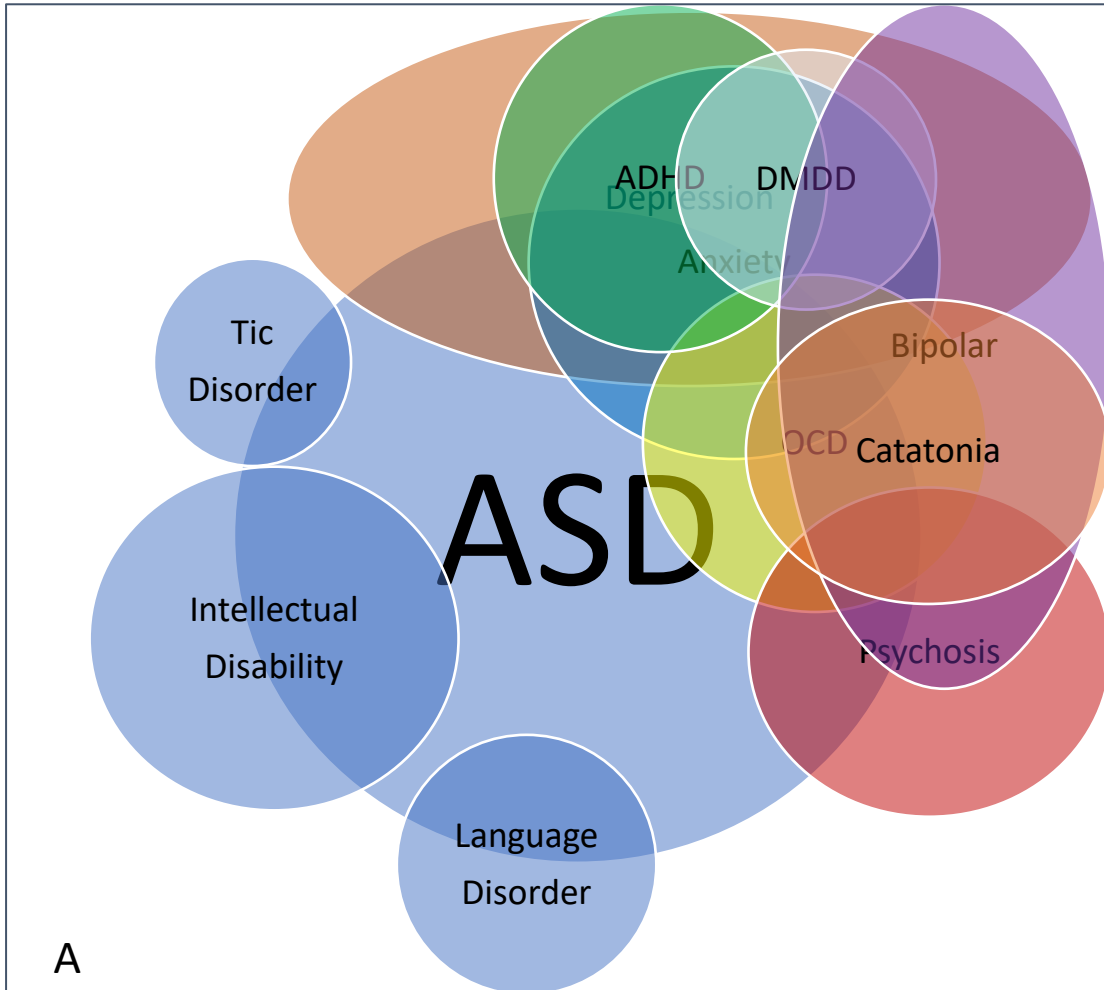 ADHD
DMDD
Depression
Anxiety
Tic
Disorder
Bipolar
OCD
Catatonia
ASD
Intellectual
Disability
Psychosis
Language
Disorder
A